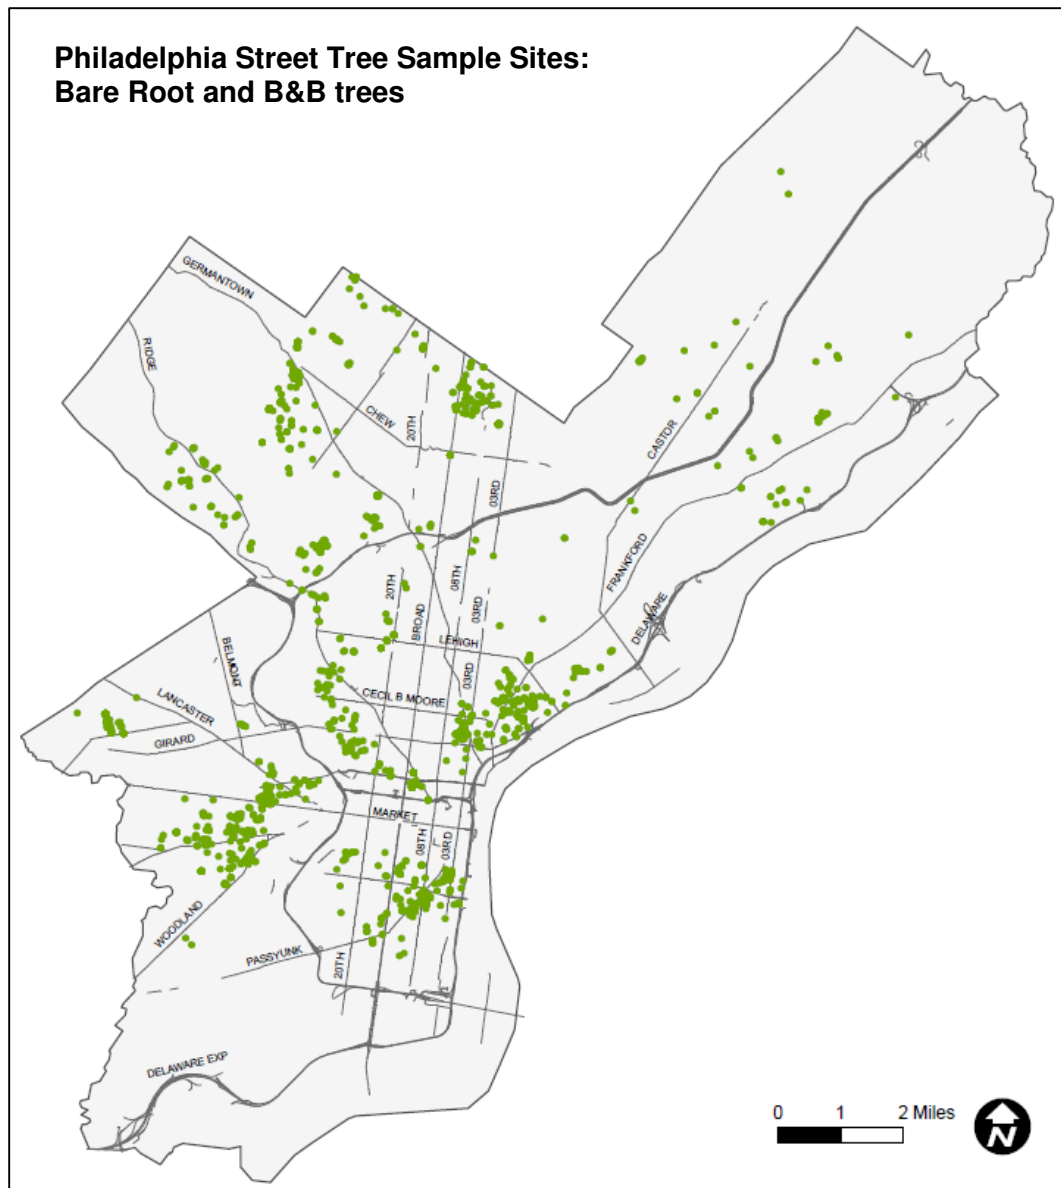 Philadelphia Street Tree Sample Sites:
Bare Root and B&B trees
GERMANTOWN
RIDGE
CHEW
20TH
CASTOR
03RD
FRANKFORD
08TH
20TH
BROAD
03RD
DELAWARE
LEHIGH
BELMONT
03RD
CECIL B MOORE
LANCASTER
GIRARD
MARKET
08TH
03RD
WOODLAND
PASSYUNK
20TH
DELAWARE EXP
0 1 2 Miles
N